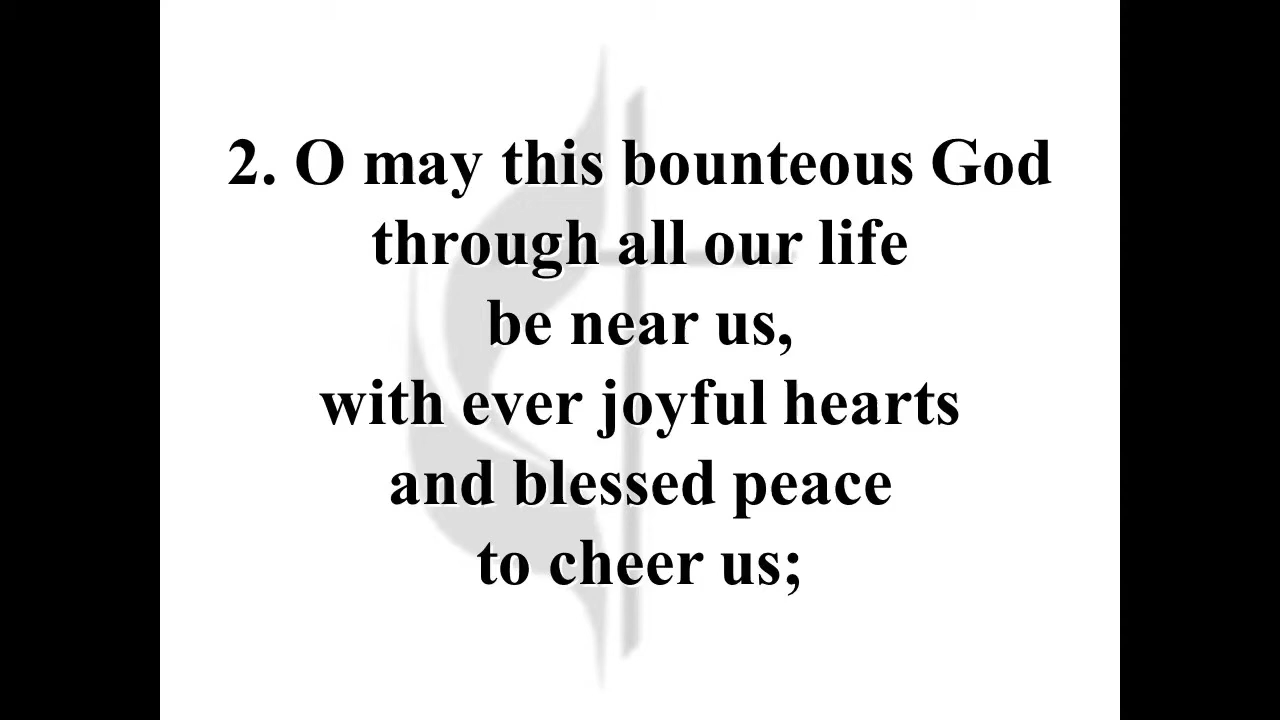 2. O may this bounteous God
through all our life
be near us,
with ever joyful hearts
and blessed peace
to cheer us;